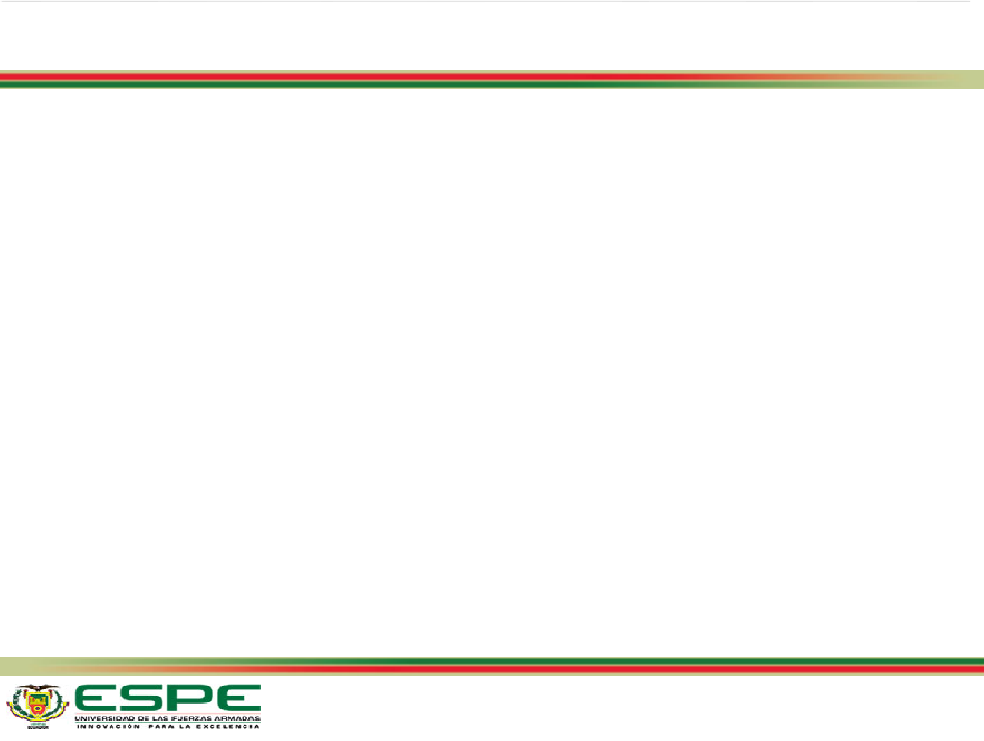 ESPE
UNIVERSIDAD DE LAS FUERZAS ARMADAS
INNOVACIÓN PARA LA EXCELENCIA